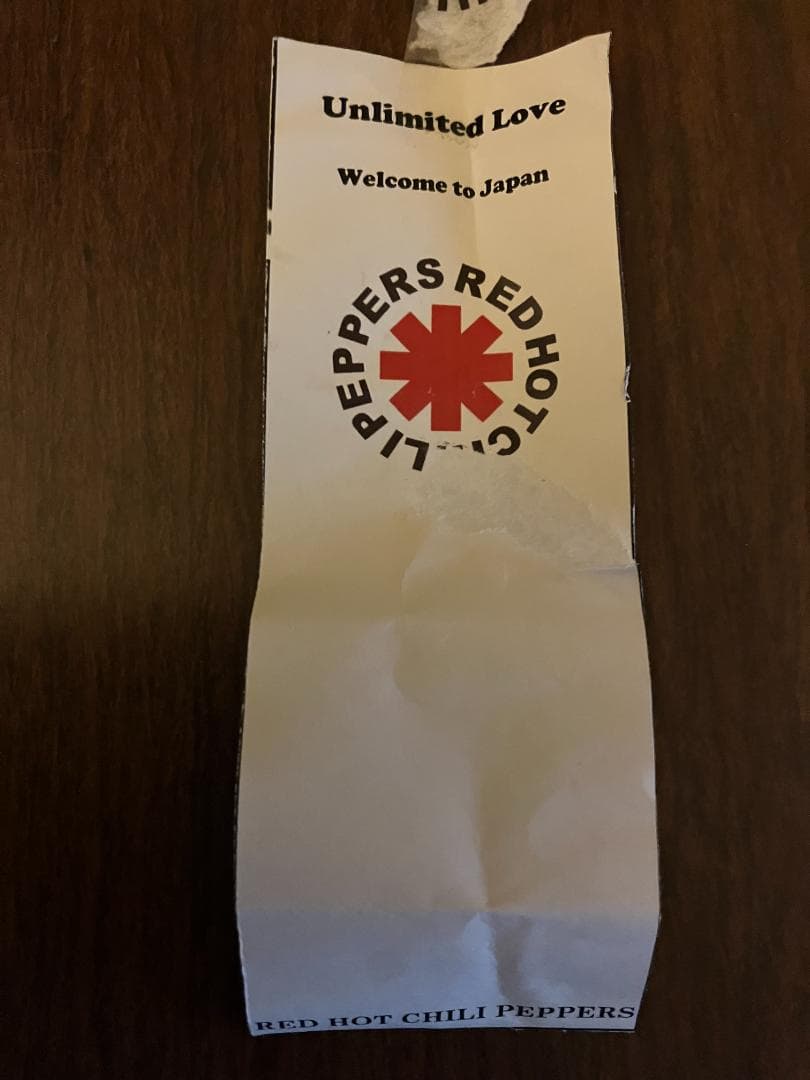 Unlimited Love
Welcome to Japan
RED HOT CHILI PEPPERS
RED HOT CHILI PEPPERS